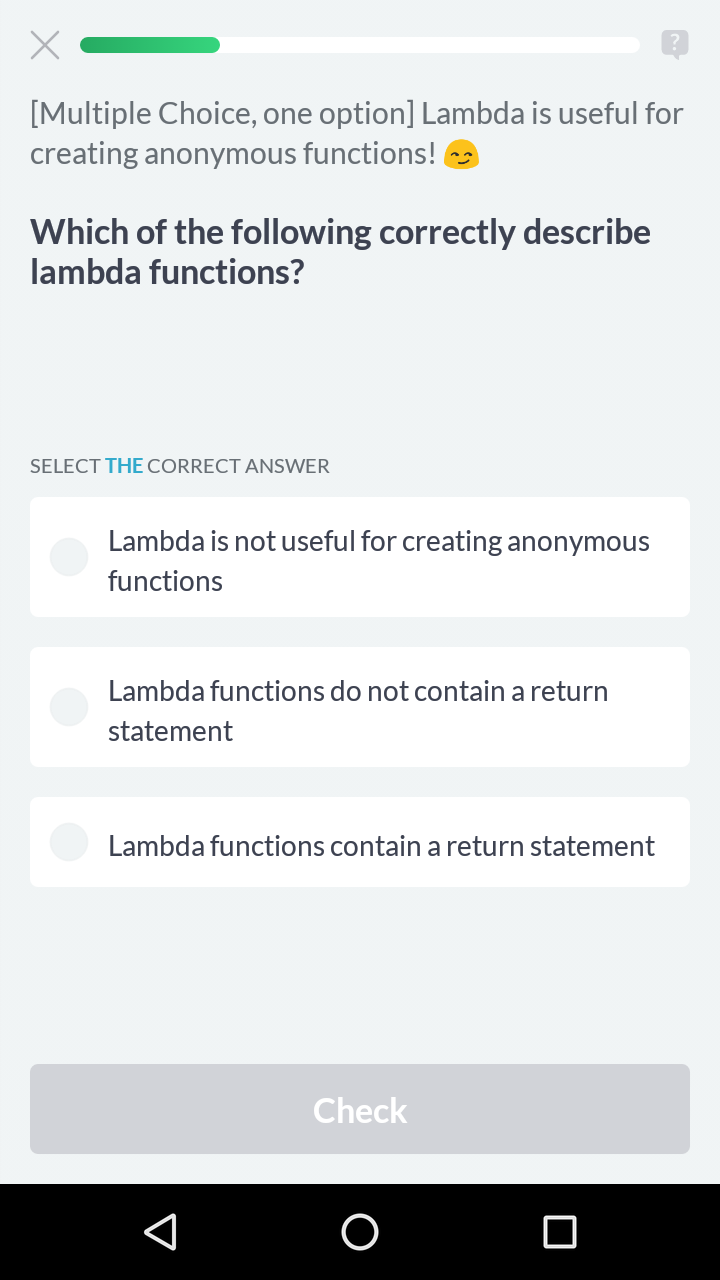 ?
[Multiple Choice, one option] Lambda is useful for
creating anonymous functions! 😏
Which of the following correctly describe
lambda functions?
SELECT THE CORRECT ANSWER
Lambda is not useful for creating anonymous
functions
Lambda functions do not contain a return
statement
Lambda functions contain a return statement
Check